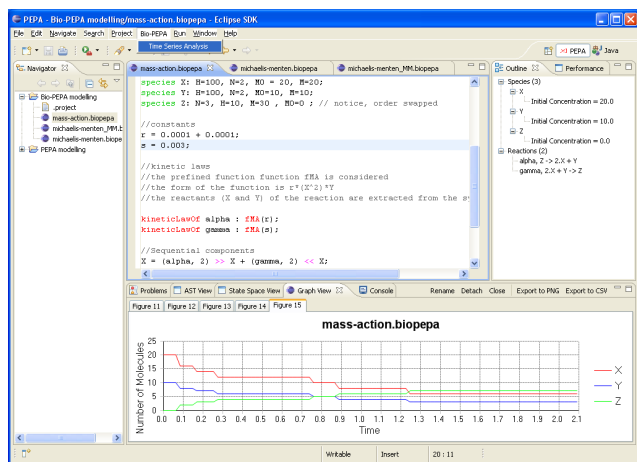 PEPA - Bio-PEPA modelling/mass-action.biopepa - Eclipse SDK
File Edit Navigate Search Project Bio-PEPA Run Window Help
Time Series Analysis
PEPA Java
Navigator
Bio-PEPA modelling
.project
mass-action.biopepa
michaelis-menten_MM.b
michaelis-menten.biope
PEPA modelling
mass-action.biopepa michaelis-menten.biopepa michaelis-menten_MM.biopepa
species X: H=100, N=2, M0 = 20, M=20;
species Y: H=100, N=2, M0=10, M=10;
species Z: N=3, H=10, M=30 , M0=0 ; // notice, order swapped
//constants
r = 0.0001 + 0.0001;
s = 0.003;
//kinetic laws
//the prefined function function fMA is considered
//the form of the function is r*(X^2)*Y
//the reactants (X and Y) of the reaction are extracted from the s
kineticLawOf alpha : fMA(r);
kineticLawOf gamma : fMA(s);
//Sequential components
X = (alpha, 2) >> X + (gamma, 2) << X;
Outline Performance
Species (3)
X
Initial Concentration = 20.0
Y
Initial Concentration = 10.0
Z
Initial Concentration = 0.0
Reactions (2)
alpha, Z -> 2.X + Y
gamma, 2.X + Y -> Z
Problems AST View State Space View Graph View Console Rename Detach Close Export to PNG Export to CSV
Figure 11 Figure 12 Figure 13 Figure 14 Figure 15
mass-action.biopepa
Number of Molecules
25
20
15
10
5
0
0.0 0.1 0.2 0.3 0.4 0.5 0.6 0.7 0.8 0.9 1.0 1.1 1.2 1.3 1.4 1.5 1.6 1.7 1.8 1.9 2.0 2.1
Time
X
Y
Z
Writable Insert 20 : 11